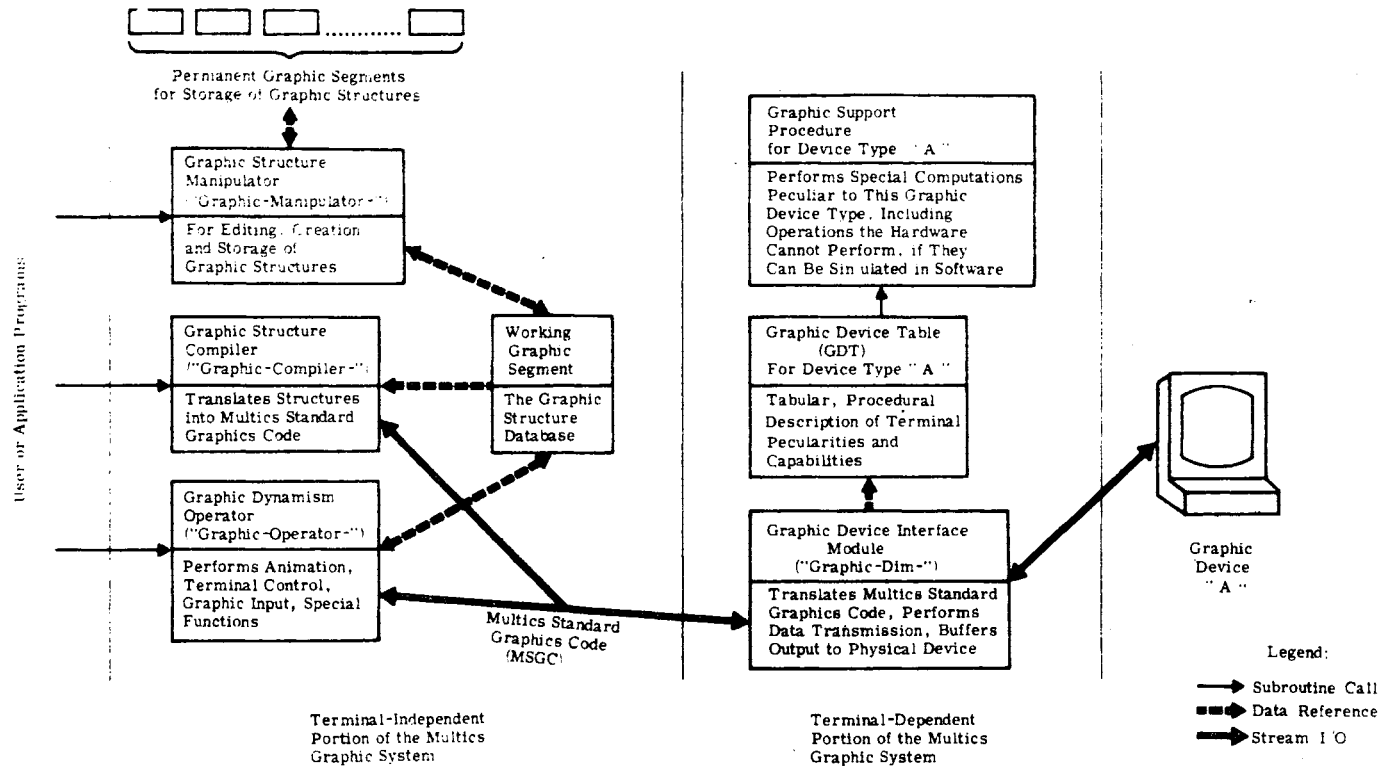 Permanent Graphic Segments
for Storage of Graphic Structures
User or Application Programs
Graphic Structure
Manipulator
("Graphic-Manipulator-")
For Editing, Creation
and Storage of
Graphic Structures
Graphic Structure
Compiler
("Graphic-Compiler-")
Translates Structures
into Multics Standard
Graphics Code
Working
Graphic
Segment
The Graphic
Structure
Database
Graphic Dynamism
Operator
("Graphic-Operator-")
Performs Animation,
Terminal Control,
Graphic Input, Special
Functions
Multics Standard
Graphics Code
(MSGC)
Terminal-Independent
Portion of the Multics
Graphic System
Graphic Support
Procedure
for Device Type "A"
Performs Special Computations
Peculiar to This Graphic
Device Type, Including
Operations the Hardware
Cannot Perform, if They
Can Be Sin ulated in Software
Graphic Device Table
(GDT)
For Device Type "A"
Tabular, Procedural
Description of Terminal
Pecularities and
Capabilities
Graphic Device Interface
Module
("Graphic-Dim-")
Translates Multics Standard
Graphics Code, Performs
Data Transmission, Buffers
Output to Physical Device
Terminal-Dependent
Portion of the Multics
Graphic System
Graphic
Device
"A"
Legend:
Subroutine Call
Data Reference
Stream I/O